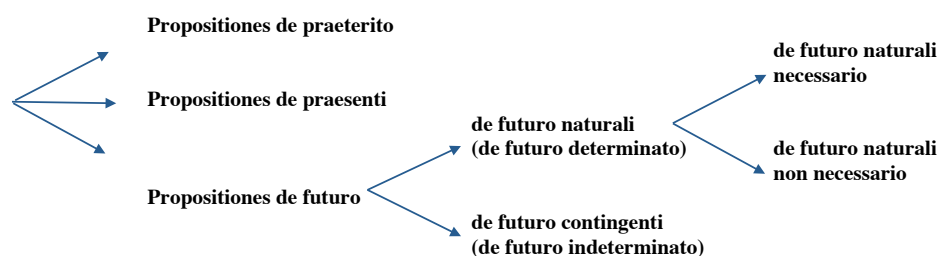 Propositiones de praeterito
Propositiones de praesenti
Propositiones de futuro
de futuro naturali
(de futuro determinato)
de futuro contingenti
(de futuro indeterminato)
de futuro naturali
necessario
de futuro naturali
non necessario